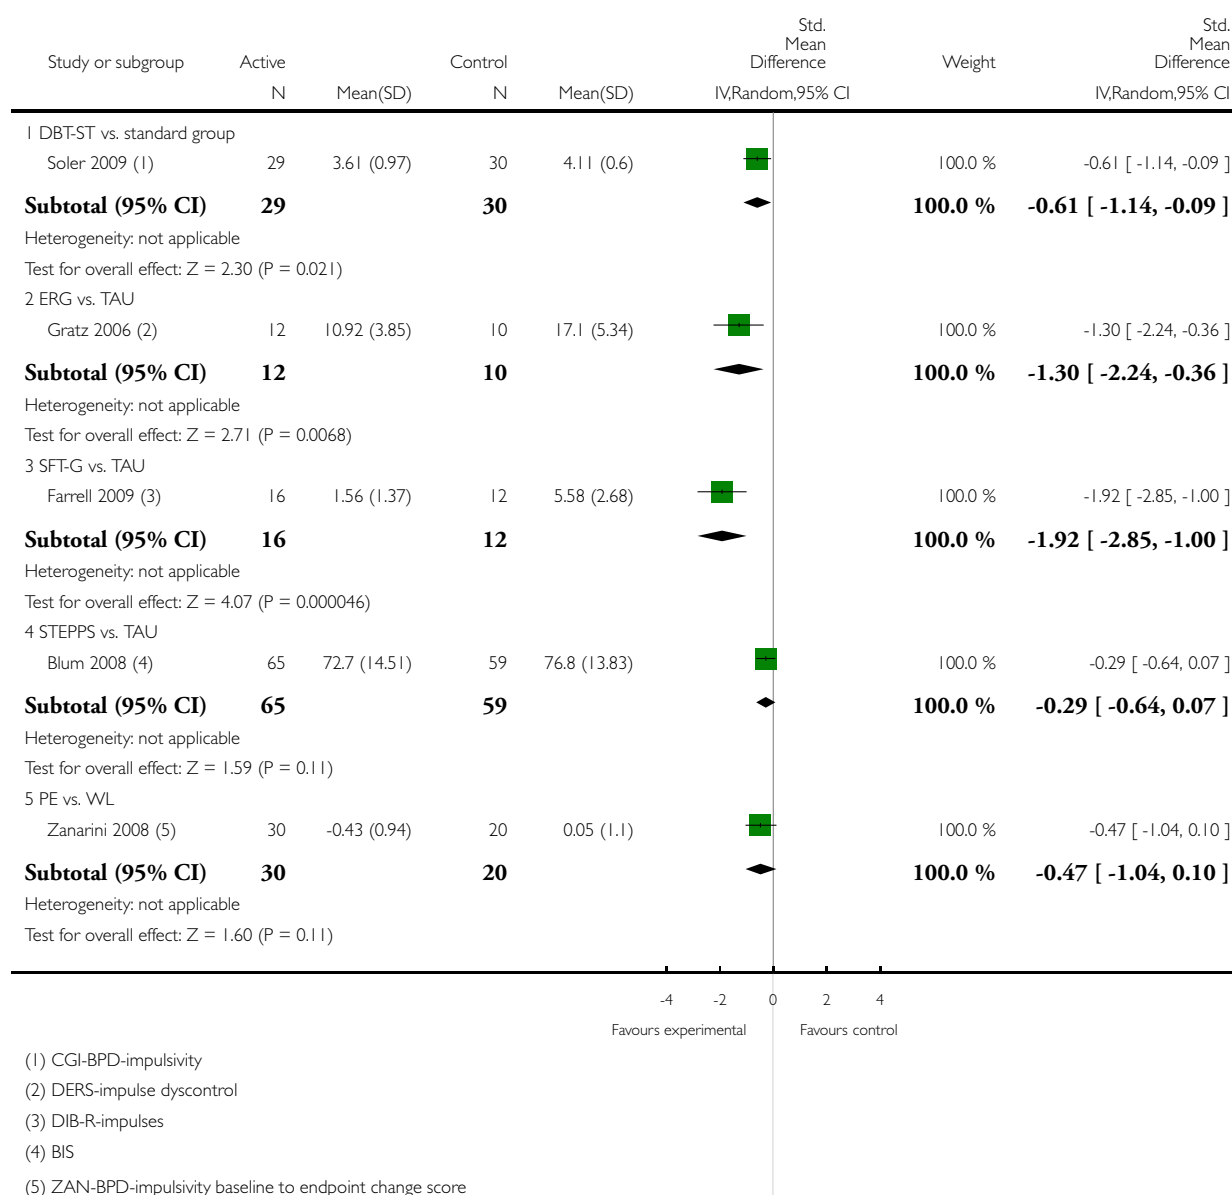 Std. Mean Difference
Std. Mean Difference
Study or subgroup Active Control Weight
N Mean(SD) N Mean(SD) IV,Random,95% CI IV,Random,95% CI
1 DBT-ST vs. standard group
Soler 2009 (1) 29 3.61 (0.97) 30 4.11 (0.6) 100.0 % -0.61 [ -1.14, -0.09 ]
Subtotal (95% CI) 29 30 100.0 % -0.61 [ -1.14, -0.09 ]
Heterogeneity: not applicable
Test for overall effect: Z = 2.30 (P = 0.021)
2 ERG vs. TAU
Gratz 2006 (2) 12 10.92 (3.85) 10 17.1 (5.34) 100.0 % -1.30 [ -2.24, -0.36 ]
Subtotal (95% CI) 12 10 100.0 % -1.30 [ -2.24, -0.36 ]
Heterogeneity: not applicable
Test for overall effect: Z = 2.71 (P = 0.0068)
3 SFT-G vs. TAU
Farrell 2009 (3) 16 1.56 (1.37) 12 5.58 (2.68) 100.0 % -1.92 [ -2.85, -1.00 ]
Subtotal (95% CI) 16 12 100.0 % -1.92 [ -2.85, -1.00 ]
Heterogeneity: not applicable
Test for overall effect: Z = 4.07 (P = 0.000046)
4 STEPPS vs. TAU
Blum 2008 (4) 65 72.7 (14.51) 59 76.8 (13.83) 100.0 % -0.29 [ -0.64, 0.07 ]
Subtotal (95% CI) 65 59 100.0 % -0.29 [ -0.64, 0.07 ]
Heterogeneity: not applicable
Test for overall effect: Z = 1.59 (P = 0.11)
5 PE vs. WL
Zanarini 2008 (5) 30 -0.43 (0.94) 20 0.05 (1.1) 100.0 % -0.47 [ -1.04, 0.10 ]
Subtotal (95% CI) 30 20 100.0 % -0.47 [ -1.04, 0.10 ]
Heterogeneity: not applicable
Test for overall effect: Z = 1.60 (P = 0.11)
-4 -2 0 2 4
Favours experimental Favours control
(1) CGI-BPD-impulsivity
(2) DERS-impulse dyscontrol
(3) DIB-R-impulses
(4) BIS
(5) ZAN-BPD-impulsivity baseline to endpoint change score